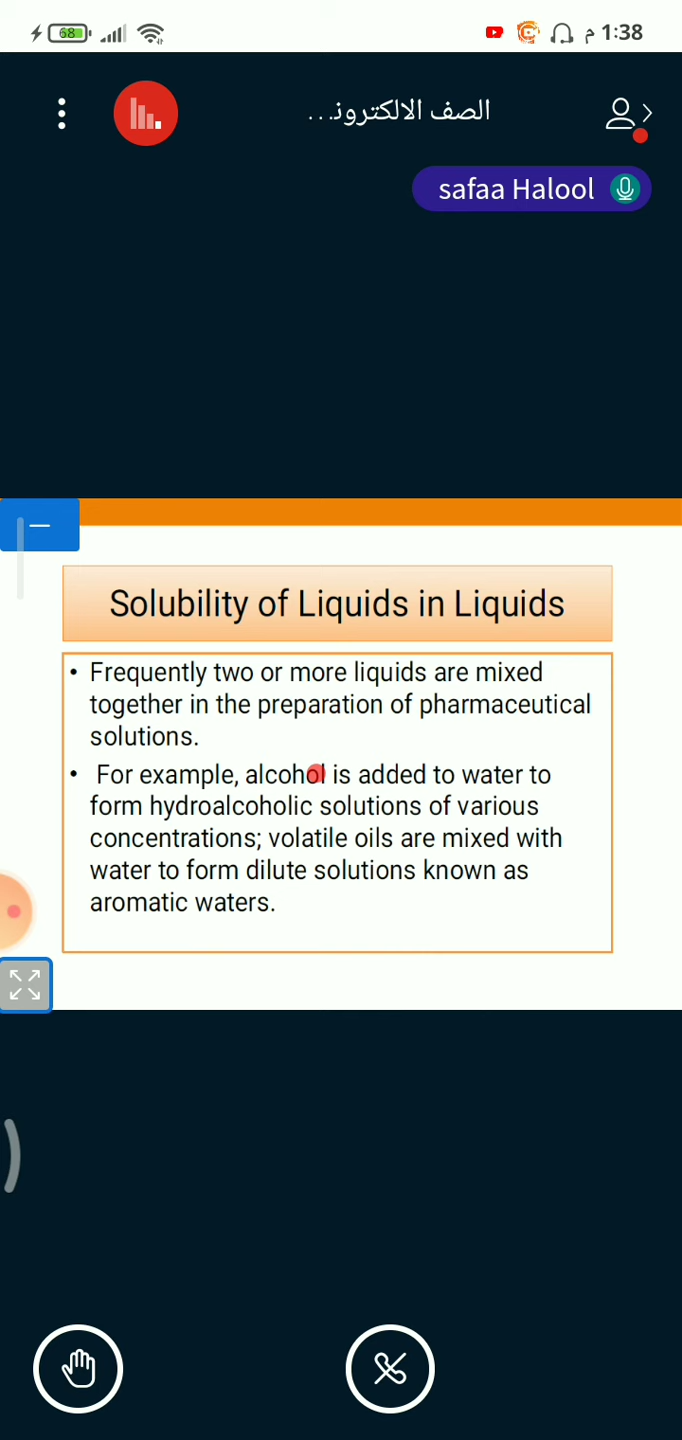 68 1:38 م
الصف الالكترونـ...
safaa Halool
Solubility of Liquids in Liquids
• Frequently two or more liquids are mixed
together in the preparation of pharmaceutical
solutions.
• For example, alcohol is added to water to
form hydroalcoholic solutions of various
concentrations; volatile oils are mixed with
water to form dilute solutions known as
aromatic waters.